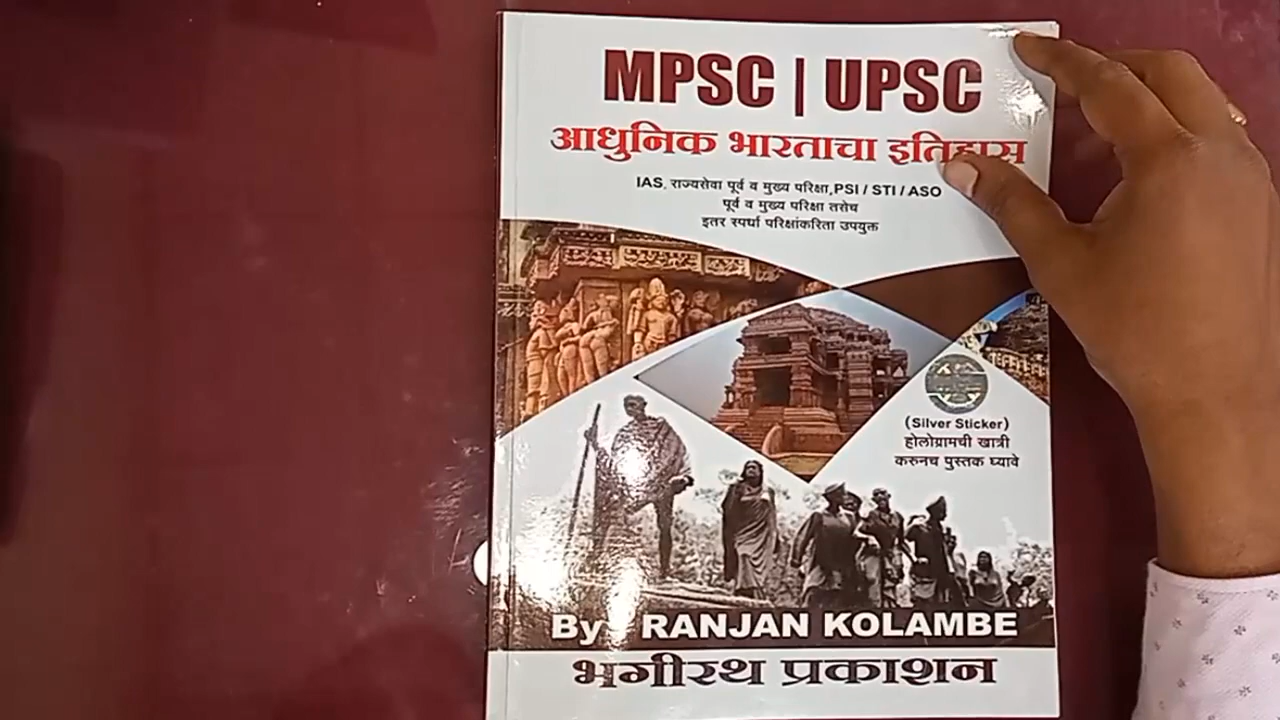 MPSC | UPSC
आधुनिक भारताचा इतिहास
IAS, राज्यसेवा पूर्व व मुख्य परिक्षा,PSI / STI / ASO
पूर्व व मुख्य परिक्षा तसेच
इतर स्पर्धा परिक्षांकरिता उपयुक्त
(Silver Sticker)
होलोग्रामची खात्री
करुनच पुस्तक घ्यावे
By RANJAN KOLAMBE
भगीरथ प्रकाशन